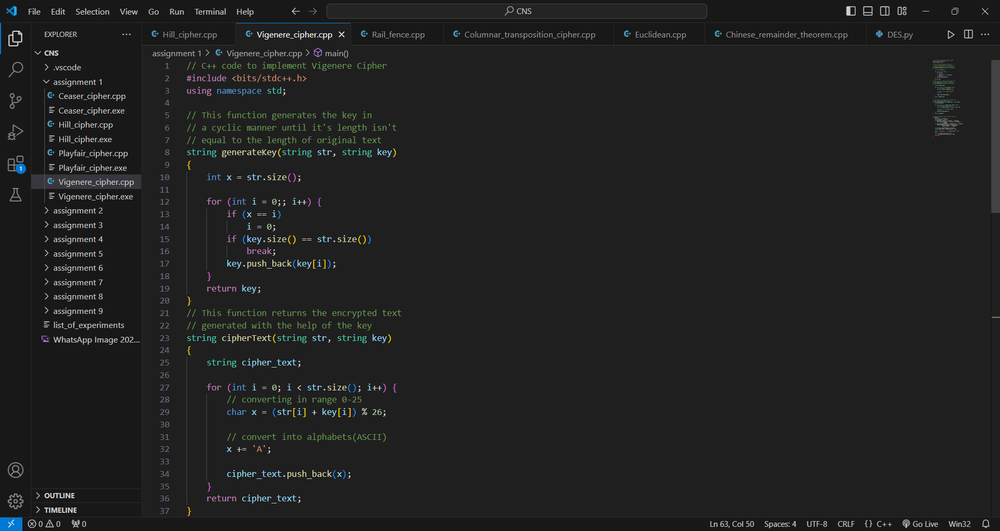 File Edit Selection View Go Run Terminal Help
CNS
EXPLORER
Hill_cipher.cpp
Vigenere_cipher.cpp
Rail_fence.cpp
Columnar_transposition_cipher.cpp
Euclidean.cpp
Chinese_remainder_theorem.cpp
DES.py
CNS
.vscode
assignment 1
Ceaser_cipher.cpp
Ceaser_cipher.exe
Hill_cipher.cpp
Hill_cipher.exe
Playfair_cipher.cpp
Playfair_cipher.exe
Vigenere_cipher.cpp
Vigenere_cipher.exe
assignment 2
assignment 3
assignment 4
assignment 5
assignment 6
assignment 7
assignment 8
assignment 9
list_of_experiments
WhatsApp Image 202...
OUTLINE
TIMELINE
1
assignment 1 > Vigenere_cipher.cpp > main()
1 // C++ code to implement Vigenere Cipher
2 #include <bits/stdc++.h>
3 using namespace std;
4
5 // This function generates the key in
6 // a cyclic manner until it's length isn't
7 // equal to the length of original text
8 string generateKey(string str, string key)
9 {
10     int x = str.size();
11
12     for (int i = 0;; i++) {
13         if (x == i)
14             i = 0;
15         if (key.size() == str.size())
16             break;
17         key.push_back(key[i]);
18     }
19     return key;
20 }
21 // This function returns the encrypted text
22 // generated with the help of the key
23 string cipherText(string str, string key)
24 {
25     string cipher_text;
26
27     for (int i = 0; i < str.size(); i++) {
28         // converting in range 0-25
29         char x = (str[i] + key[i]) % 26;
30
31         // convert into alphabets(ASCII)
32         x += 'A';
33
34         cipher_text.push_back(x);
35     }
36     return cipher_text;
37 }
0 0 0
Ln 63, Col 50 Spaces: 4 UTF-8 CRLF {} C++ Go Live Win32